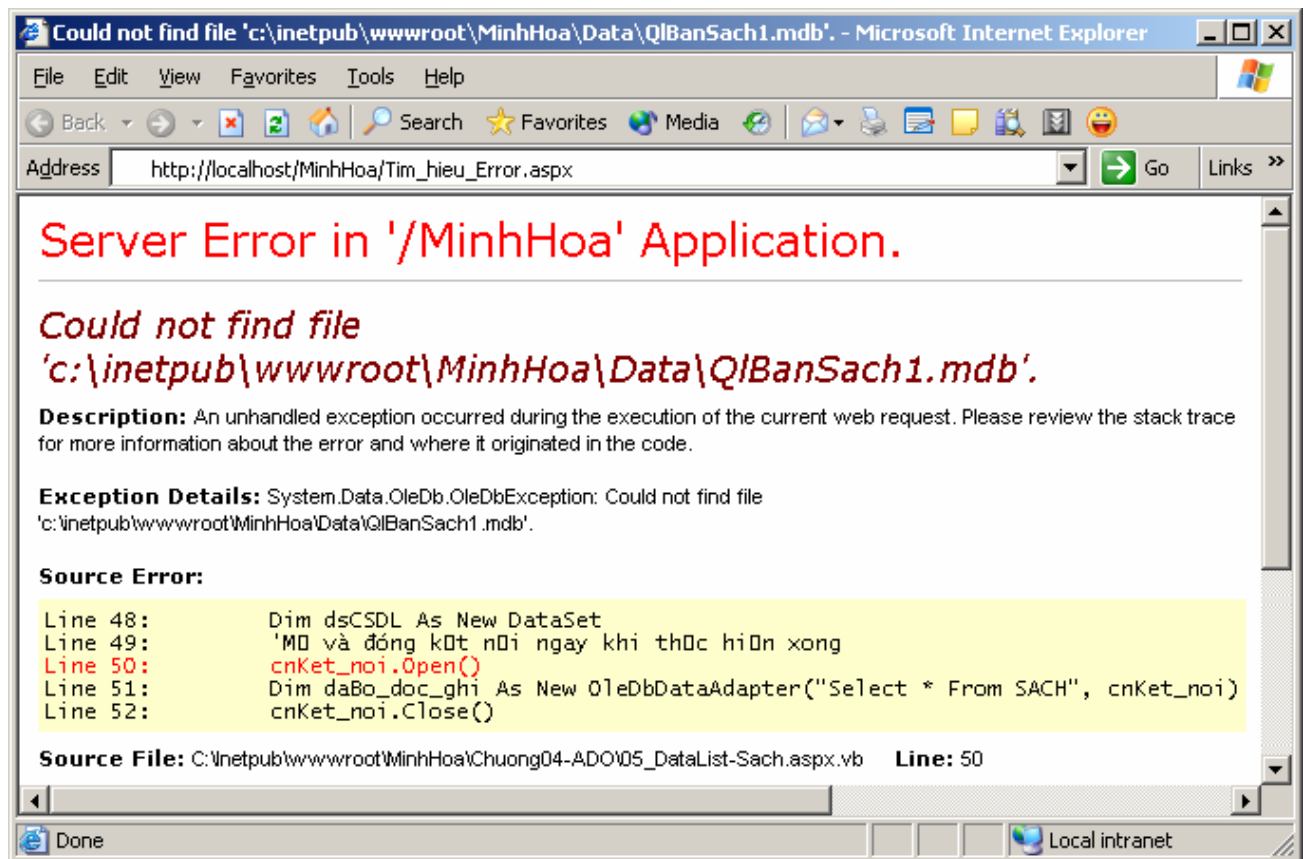 Could not find file 'c:\inetpub\wwwroot\MinhHoa\Data\QlBanSach1.mdb'. - Microsoft Internet Explorer
File Edit View Favorites Tools Help
Back Search Favorites Media
Address http://localhost/MinhHoa/Tim_hieu_Error.aspx Go Links »
Server Error in '/MinhHoa' Application.
Could not find file
'c:\inetpub\wwwroot\MinhHoa\Data\QlBanSach1.mdb'.
Description: An unhandled exception occurred during the execution of the current web request. Please review the stack trace
for more information about the error and where it originated in the code.
Exception Details: System.Data.OleDb.OleDbException: Could not find file
'c:\inetpub\wwwroot\MinhHoa\Data\QlBanSach1.mdb'.
Source Error:
Line 48: Dim dsCSDL As New DataSet
Line 49: 'M□ và đóng k□t n□i ngay khi th□c hi□n xong
Line 50: cnKet_noi.Open()
Line 51: Dim daBo_doc_ghi As New OleDbDataAdapter("Select * From SACH", cnKet_noi)
Line 52: cnKet_noi.Close()
Source File: C:\Inetpub\wwwroot\MinhHoa\Chuong04-ADO\05_DataList-Sach.aspx.vb Line: 50
Done Local intranet